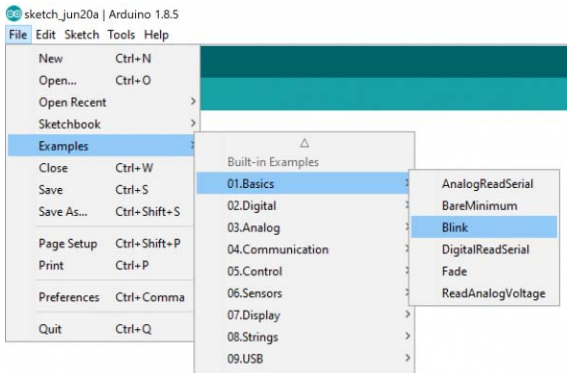 sketch_jun20a | Arduino 1.8.5
File Edit Sketch Tools Help
New Ctrl+N
Open... Ctrl+O
Open Recent
Sketchbook
Examples
Close Ctrl+W
Save Ctrl+S
Save As... Ctrl+Shift+S
Page Setup Ctrl+Shift+P
Print Ctrl+P
Preferences Ctrl+Comma
Quit Ctrl+Q
Built-in Examples
01.Basics
02.Digital
03.Analog
04.Communication
05.Control
06.Sensors
07.Display
08.Strings
09.USB
AnalogReadSerial
BareMinimum
Blink
DigitalReadSerial
Fade
ReadAnalogVoltage